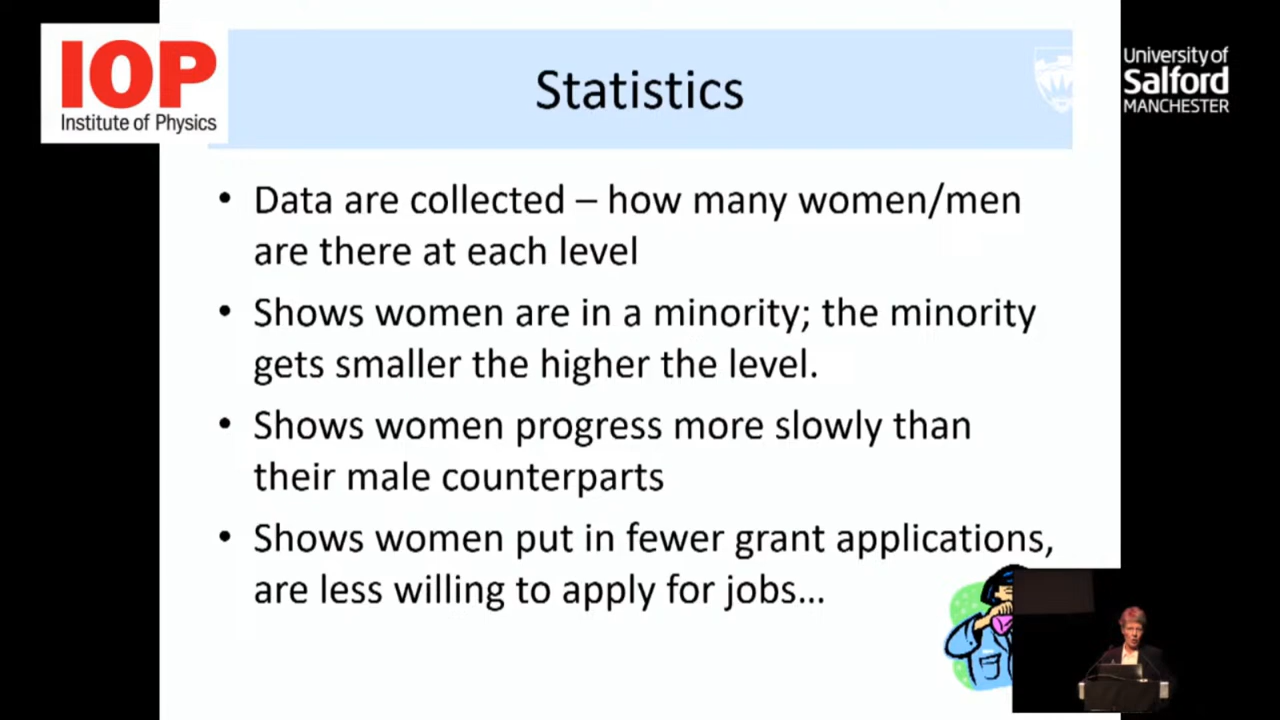 IOP
Institute of Physics
Statistics
University of
Salford
MANCHESTER
• Data are collected – how many women/men
are there at each level
• Shows women are in a minority; the minority
gets smaller the higher the level.
• Shows women progress more slowly than
their male counterparts
• Shows women put in fewer grant applications,
are less willing to apply for jobs...